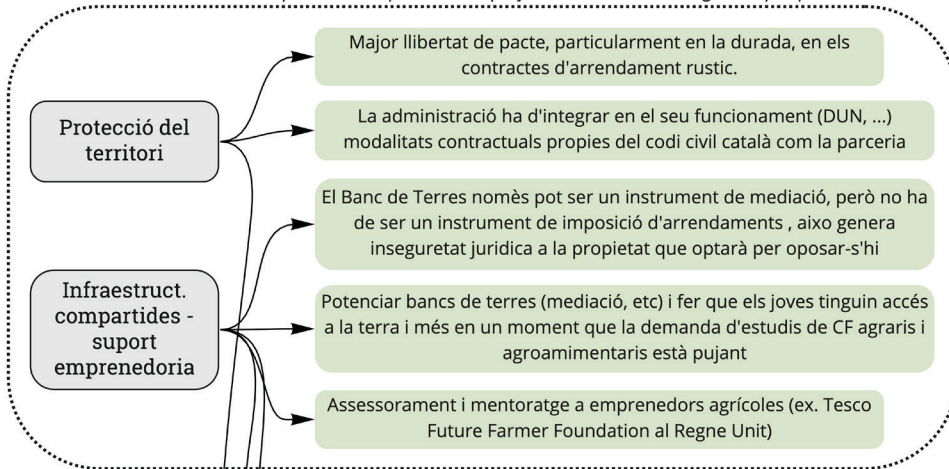 Major llibertat de pacte, particularment en la durada, en els
contractes d'arrendament rustic.
Protecció del
territori
La administració ha d'integrar en el seu funcionament (DUN, ...)
modalitats contractuals propies del codi civil català com la parceria
El Banc de Terres nomès pot ser un instrument de mediació, però no ha
de ser un instrument de imposició d'arrendaments , aixo genera
inseguretat juridica a la propietat que optarà per oposar-s'hi
Infraestruct.
compartides -
suport
emprenedoria
Potenciar bancs de terres (mediació, etc) i fer que els joves tinguin accés
a la terra i més en un moment que la demanda d'estudis de CF agraris i
agroamimentaris està pujant
Assessorament i mentoratge a emprenedors agrícoles (ex. Tesco
Future Farmer Foundation al Regne Unit)